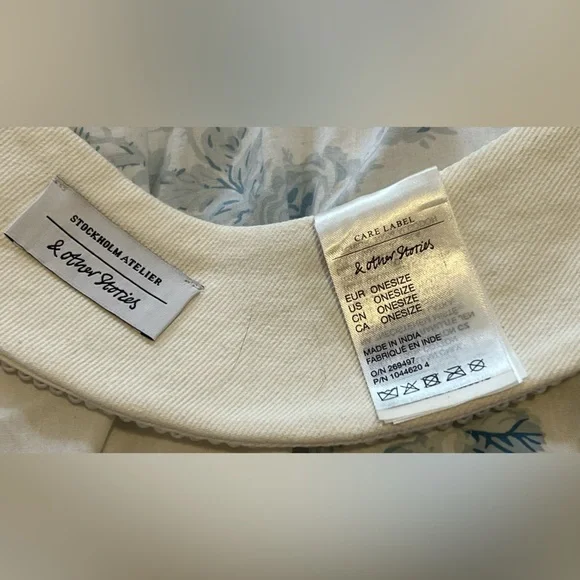 STOCKHOLM ATELIER
& other Stories
CARE LABEL
& other Stories
EUR ONESIZE
US ONESIZE
CN ONESIZE
CA ONESIZE
MADE IN INDIA
FABRIQUÉ EN INDE
O/N 269497
P/N 1044620 4